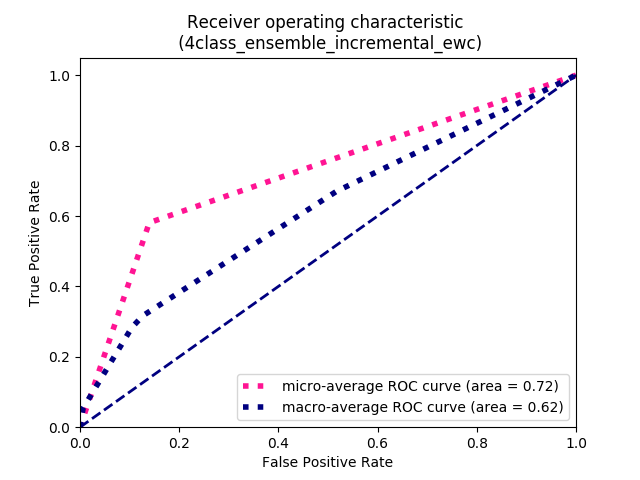 Receiver operating characteristic
(4class_ensemble_incremental_ewc)
1.0
0.8
0.6
0.4
0.2
0.0
True Positive Rate
micro-average ROC curve (area = 0.72)
macro-average ROC curve (area = 0.62)
0.0 0.2 0.4 0.6 0.8 1.0
False Positive Rate